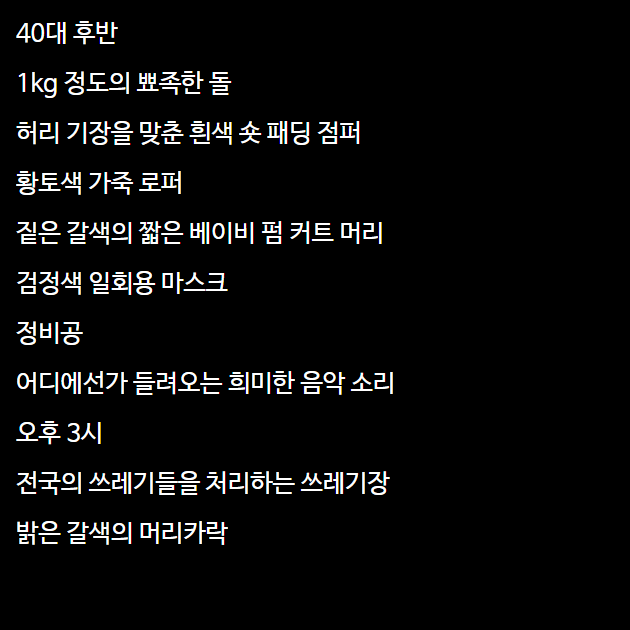 40대 후반
1kg 정도의 뾰족한 돌
허리 기장을 맞춘 흰색 숏 패딩 점퍼
황토색 가죽 로퍼
짙은 갈색의 짧은 베이비 펌 커트 머리
검정색 일회용 마스크
정비공
어디에선가 들려오는 희미한 음악 소리
오후 3시
전국의 쓰레기들을 처리하는 쓰레기장
밝은 갈색의 머리카락